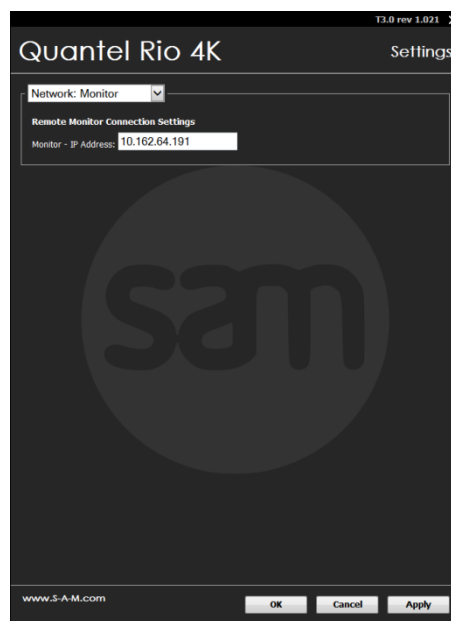 T3.0 rev 1.021
Quantel Rio 4K
Settings
Network: Monitor
Remote Monitor Connection Settings
Monitor - IP Address: 10.162.64.191
sam
www.S-A-M.com
OK Cancel Apply